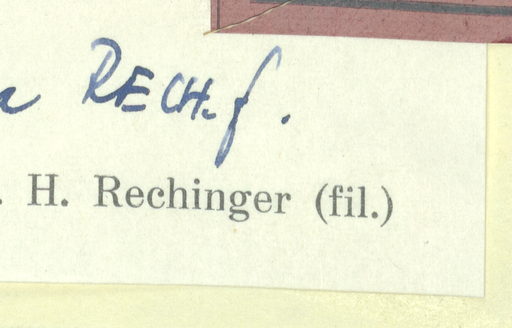 RECH. f.
. H. Rechinger (fil.)